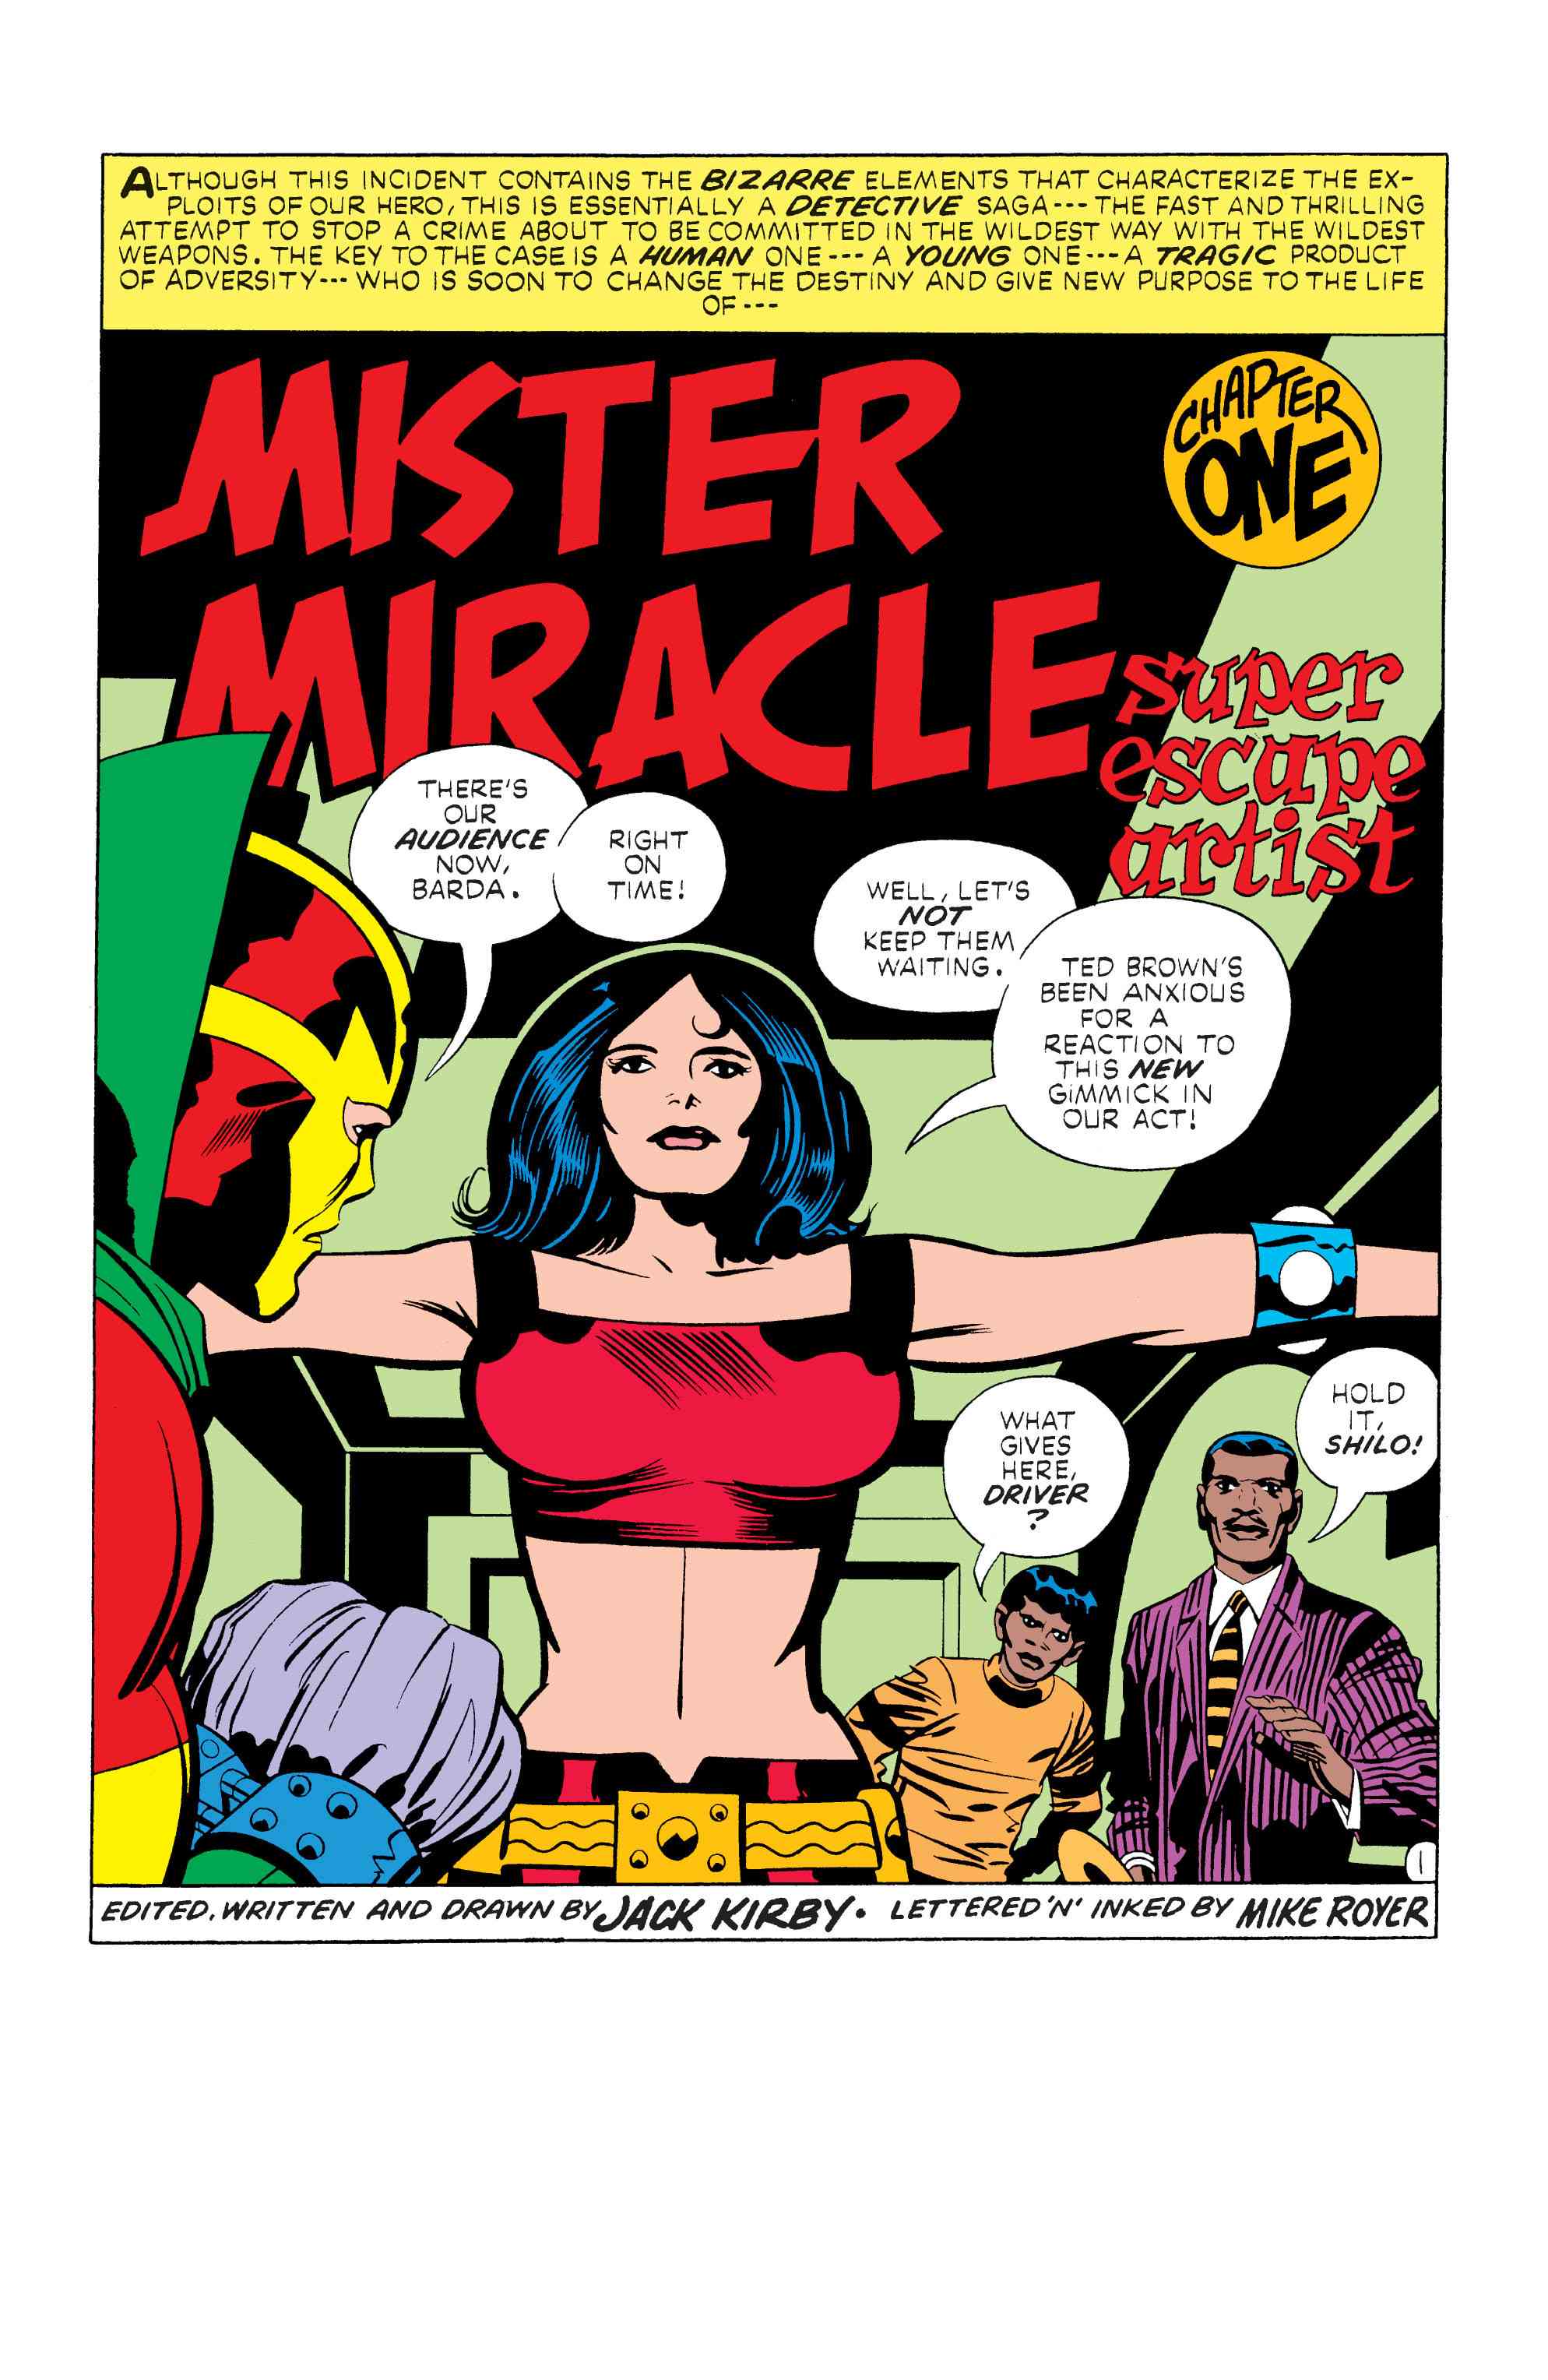 ALTHOUGH THIS INCIDENT CONTAINS THE BIZARRE ELEMENTS THAT CHARACTERIZE THE EX-
PLOITS OF OUR HERO, THIS IS ESSENTIALLY A DETECTIVE SAGA--- THE FAST AND THRILLING
ATTEMPT TO STOP A CRIME ABOUT TO BE COMMITTED IN THE WILDEST WAY WITH THE WILDEST
WEAPONS. THE KEY TO THE CASE IS A HUMAN ONE--- A YOUNG ONE---A TRAGIC PRODUCT
OF ADVERSITY--- WHO IS SOON TO CHANGE THE DESTINY AND GIVE NEW PURPOSE TO THE LIFE
OF---
MISTER
MIRACLE
CHAPTER
ONE
super
escape
artist
THERE'S
OUR
AUDIENCE
NOW,
BARDA.
RIGHT
ON
TIME!
WELL, LET'S
NOT
KEEP THEM
WAITING.
TED BROWN'S
BEEN ANXIOUS
FOR A
REACTION TO
THIS NEW
GIMMICK IN
OUR ACT!
WHAT
GIVES
HERE,
DRIVER
?
HOLD
IT,
SHILO!
1
EDITED, WRITTEN AND DRAWN BY JACK KIRBY. LETTERED 'N' INKED BY MIKE ROYER